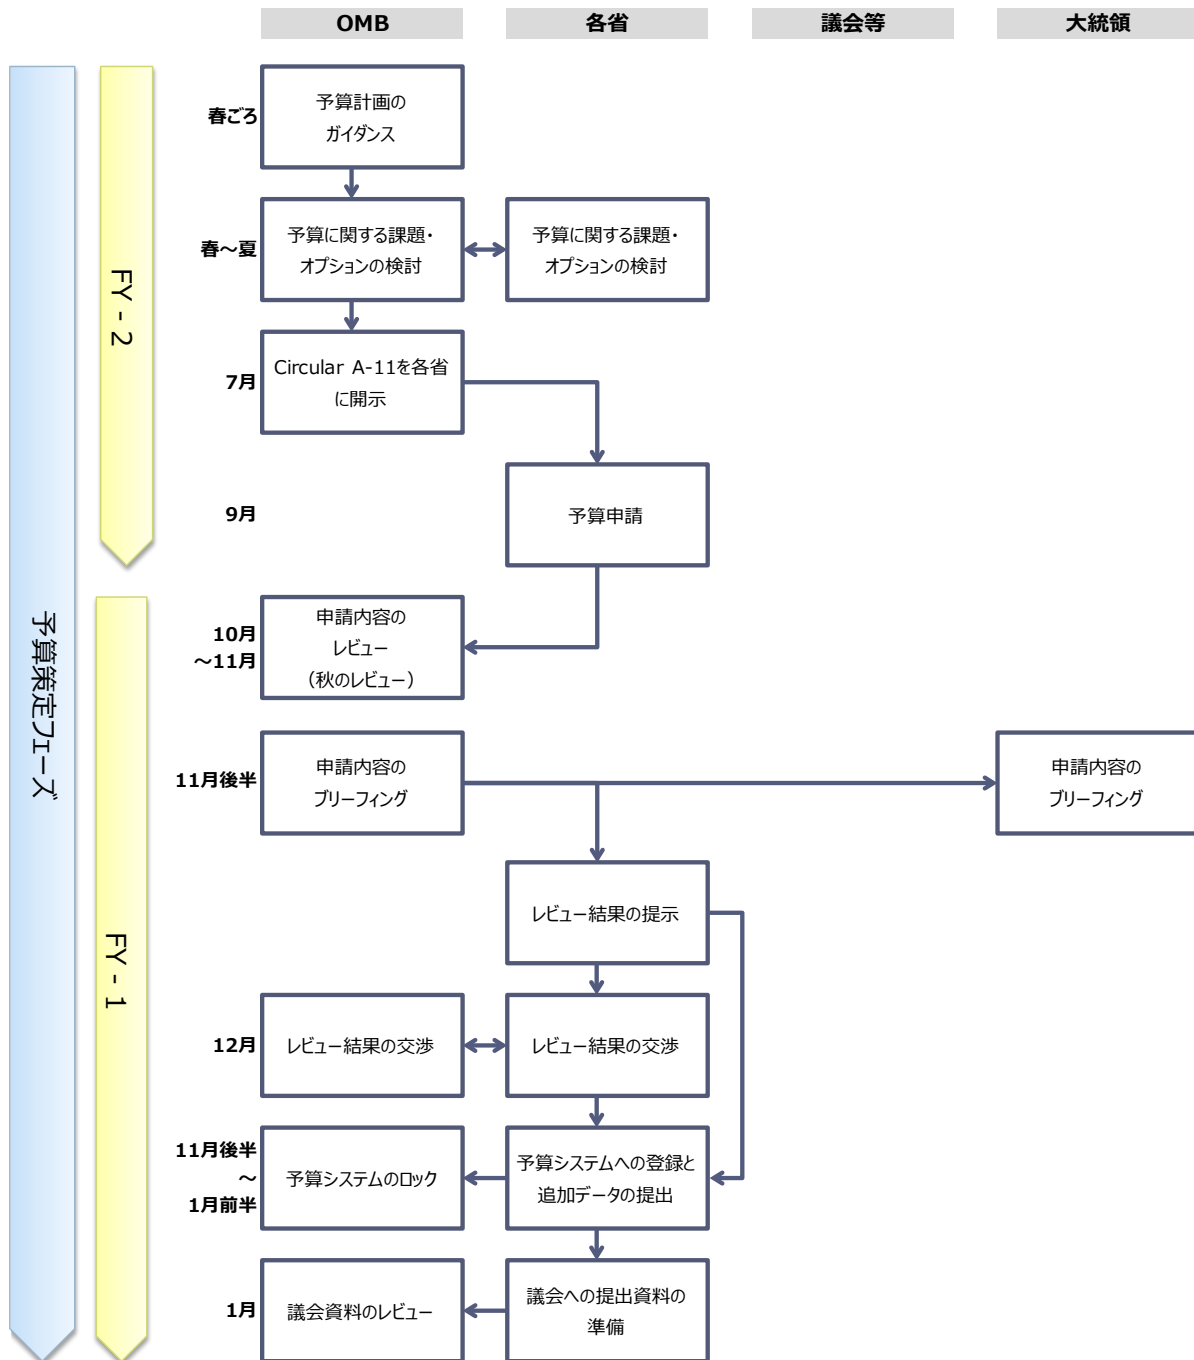 OMB
各省
議会等
大統領
予算策定フェーズ
FY - 2
FY - 1
春ごろ
予算計画の
ガイダンス
春～夏
予算に関する課題・
オプションの検討
予算に関する課題・
オプションの検討
7月
Circular A-11を各省
に開示
9月
予算申請
10月
～11月
申請内容の
レビュー
（秋のレビュー）
11月後半
申請内容の
ブリーフィング
申請内容の
ブリーフィング
レビュー結果の提示
12月
レビュー結果の交渉
レビュー結果の交渉
11月後半
～
1月前半
予算システムのロック
予算システムへの登録と
追加データの提出
1月
議会資料のレビュー
議会への提出資料の
準備